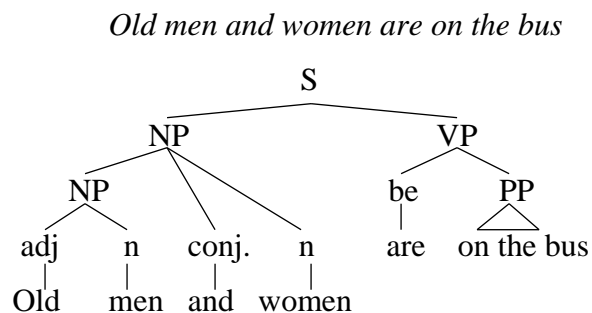 Old men and women are on the bus
S
NP VP
NP be PP
adj n conj. n are on the bus
Old men and women